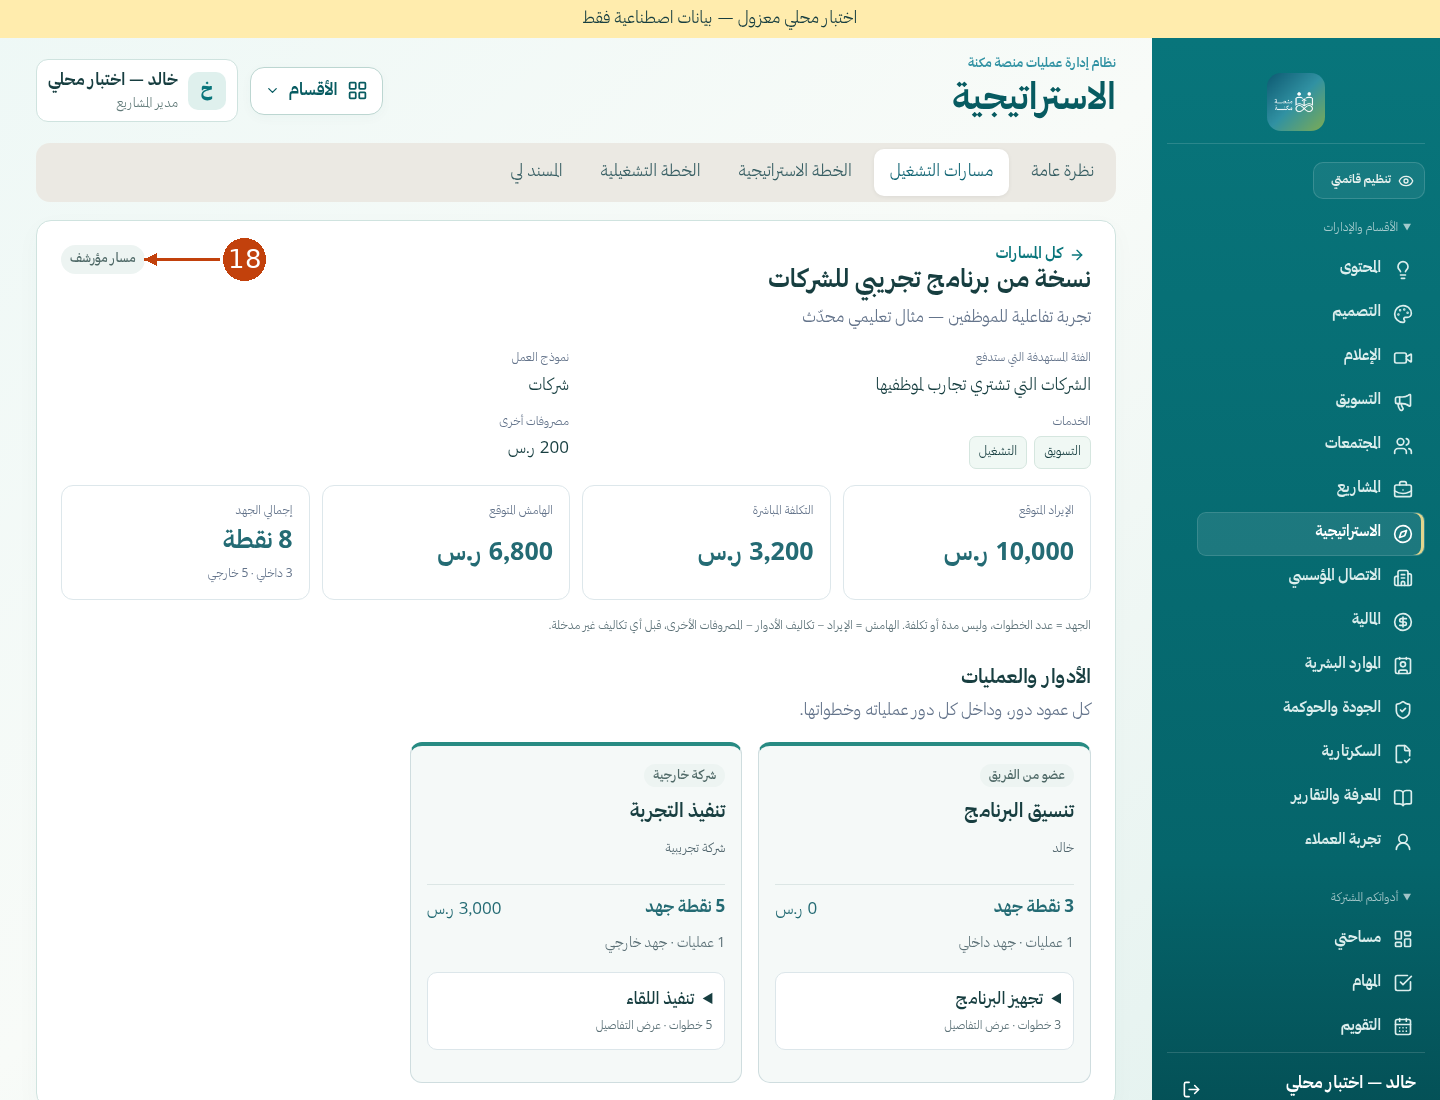 اختبار محلي معزول — بيانات اصطناعية فقط
منصة
مكنة
تنظيم قائمتي
الأقسام والإدارات
المحتوى
التصميم
الإعلام
التسويق
المجتمعات
المشاريع
الاستراتيجية
الاتصال المؤسسي
المالية
الموارد البشرية
الجودة والحوكمة
السكرتارية
المعرفة والتقارير
تجربة العملاء
أدواتكم المشتركة
مساحتي
المهام
التقويم
خالد — اختبار محلي
نظام إدارة عمليات منصة مكنة
الاستراتيجية
الأقسام
خ
خالد — اختبار محلي
مدير المشاريع
نظرة عامة
مسارات التشغيل
الخطة الاستراتيجية
الخطة التشغيلية
المسند لي
كل المسارات
18
مسار مؤرشف
نسخة من برنامج تجريبي للشركات
تجربة تفاعلية للموظفين — مثال تعليمي محدّث
الفئة المستهدفة التي ستدفع
نموذج العمل
الشركات التي تشتري تجارب لموظفيها
شركات
الخدمات
مصروفات أخرى
التسويق
التشغيل
200 ر.س
الإيراد المتوقع
10,000 ر.س
التكلفة المباشرة
3,200 ر.س
الهامش المتوقع
6,800 ر.س
إجمالي الجهد
8 نقطة
3 داخلي · 5 خارجي
الجهد = عدد الخطوات، وليس مدة أو تكلفة. الهامش = الإيراد − تكاليف الأدوار − المصروفات الأخرى، قبل أي تكاليف غير مدخلة.
الأدوار والعمليات
كل عمود دور، وداخل كل دور عملياته وخطواتها.
عضو من الفريق
تنسيق البرنامج
خالد
3 نقطة جهد
0 ر.س
1 عمليات · جهد داخلي
تجهيز البرنامج
3 خطوات · عرض التفاصيل
شركة خارجية
تنفيذ التجربة
شركة تجريبية
5 نقطة جهد
3,000 ر.س
1 عمليات · جهد خارجي
تنفيذ اللقاء
5 خطوات · عرض التفاصيل